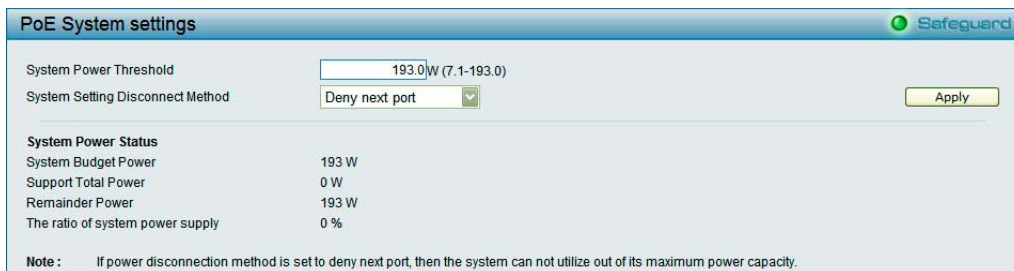 PoE System settings
Safeguard
System Power Threshold 193.0 W (7.1-193.0)
System Setting Disconnect Method Deny next port Apply
System Power Status
System Budget Power 193 W
Support Total Power 0 W
Remainder Power 193 W
The ratio of system power supply 0 %
Note : If power disconnection method is set to deny next port, then the system can not utilize out of its maximum power capacity.